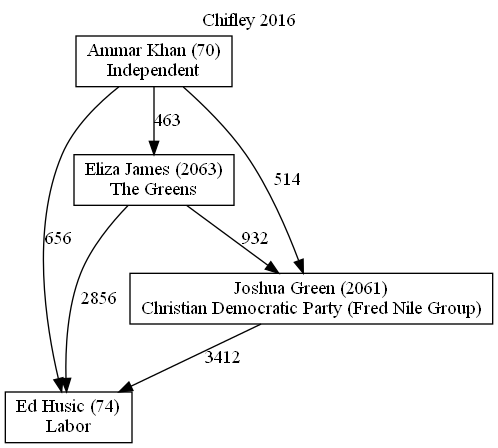 Chifley 2016
Ammar Khan (70)
Independent
463
Eliza James (2063)
The Greens
514
656
932
2856
Joshua Green (2061)
Christian Democratic Party (Fred Nile Group)
3412
Ed Husic (74)
Labor